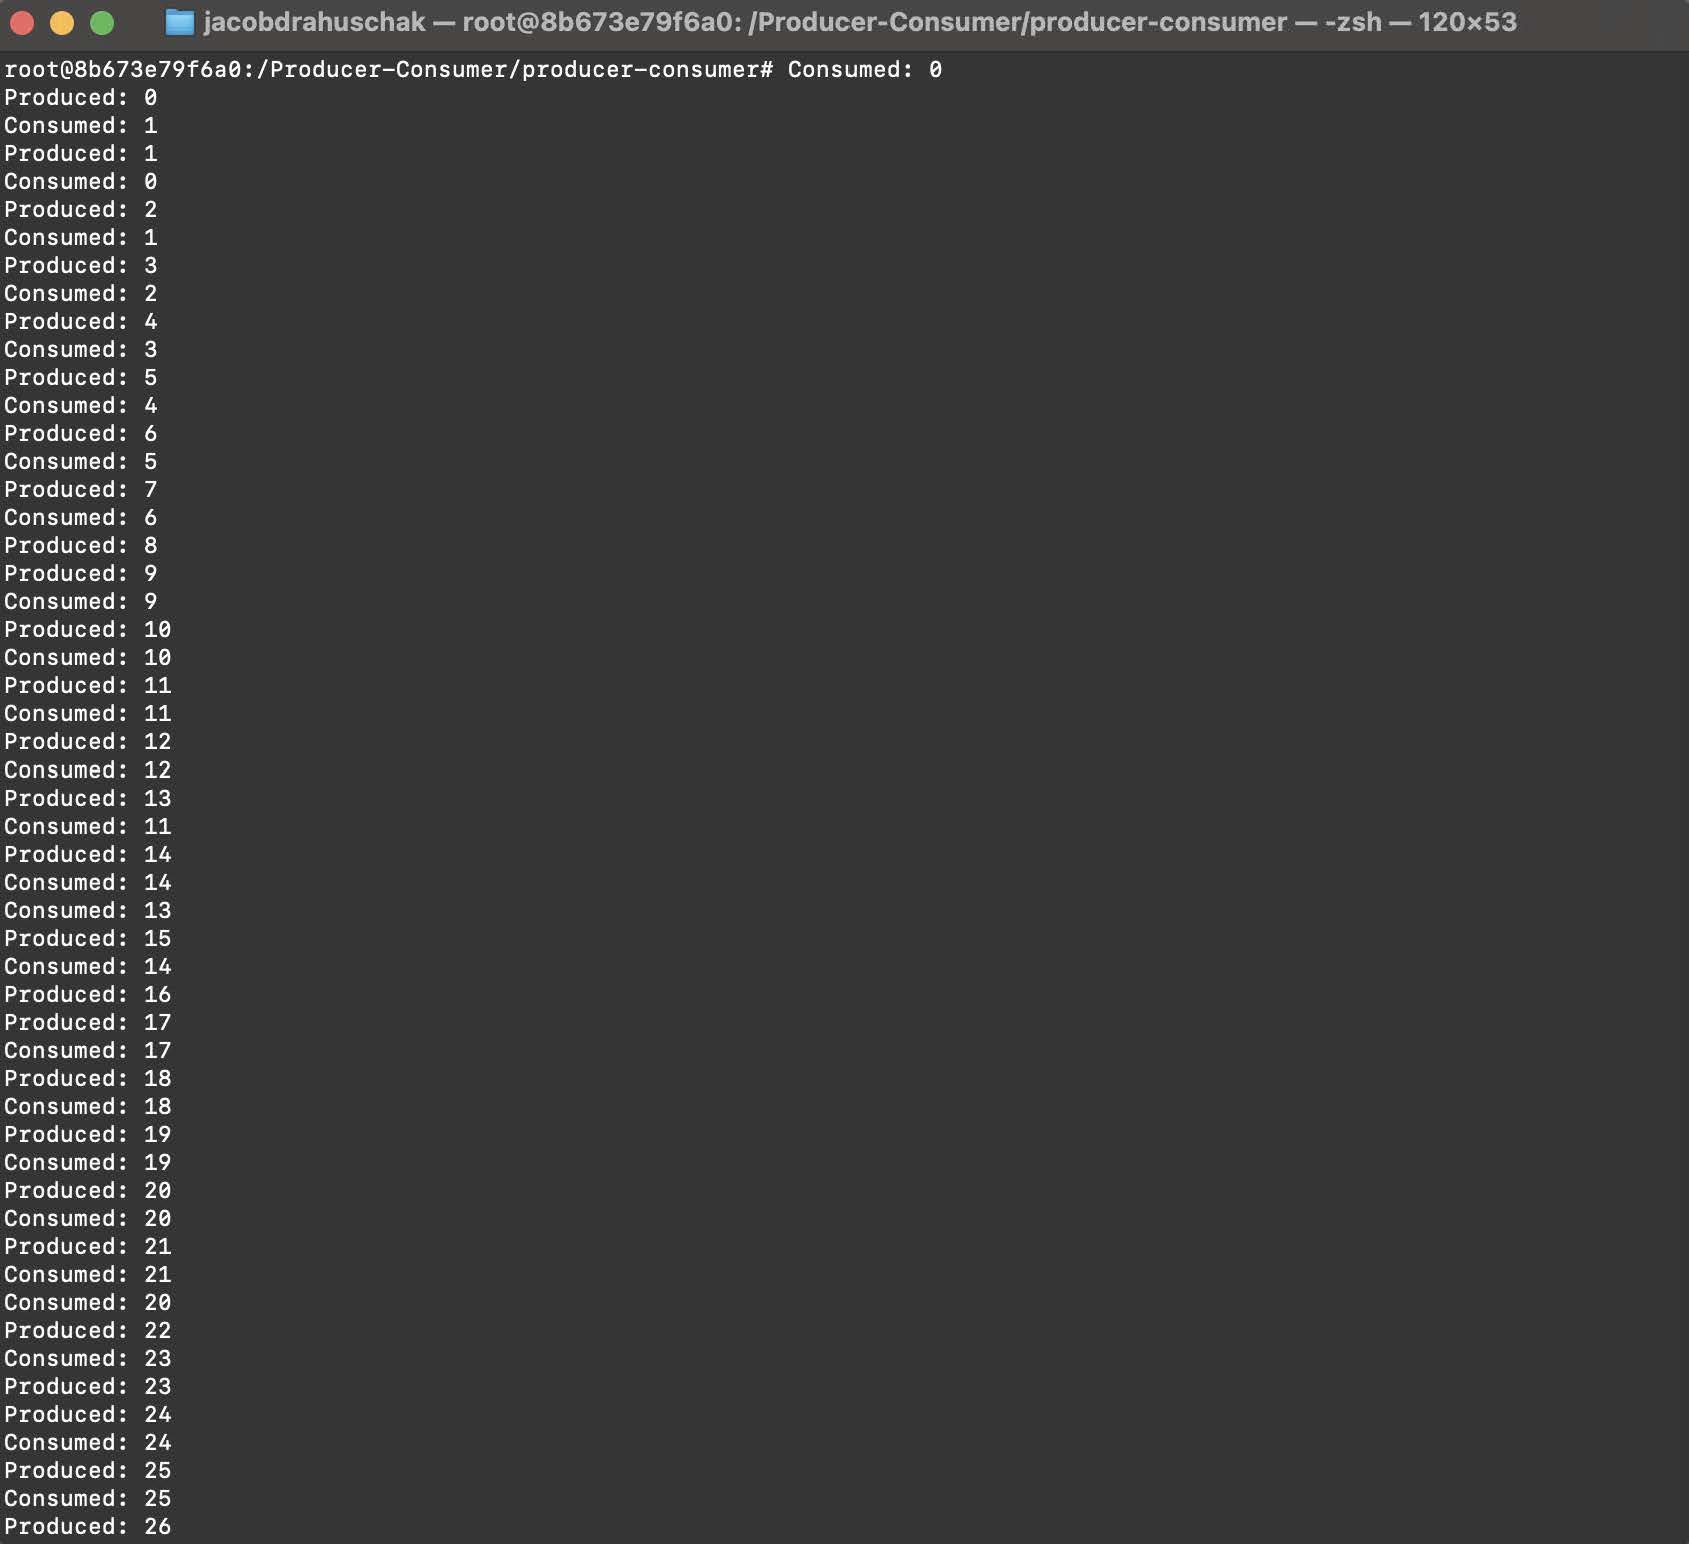 jacobdrahuschak — root@8b673e79f6a0: /Producer-Consumer/producer-consumer — -zsh — 120×53
root@8b673e79f6a0:/Producer-Consumer/producer-consumer# Consumed: 0
Produced: 0
Consumed: 1
Produced: 1
Consumed: 0
Produced: 2
Consumed: 1
Produced: 3
Consumed: 2
Produced: 4
Consumed: 3
Produced: 5
Consumed: 4
Produced: 6
Consumed: 5
Produced: 7
Consumed: 6
Produced: 8
Produced: 9
Consumed: 9
Produced: 10
Consumed: 10
Produced: 11
Consumed: 11
Produced: 12
Consumed: 12
Produced: 13
Consumed: 11
Produced: 14
Consumed: 14
Consumed: 13
Produced: 15
Consumed: 14
Produced: 16
Produced: 17
Consumed: 17
Produced: 18
Consumed: 18
Produced: 19
Consumed: 19
Produced: 20
Consumed: 20
Produced: 21
Consumed: 21
Consumed: 20
Produced: 22
Consumed: 23
Produced: 23
Produced: 24
Consumed: 24
Produced: 25
Consumed: 25
Produced: 26